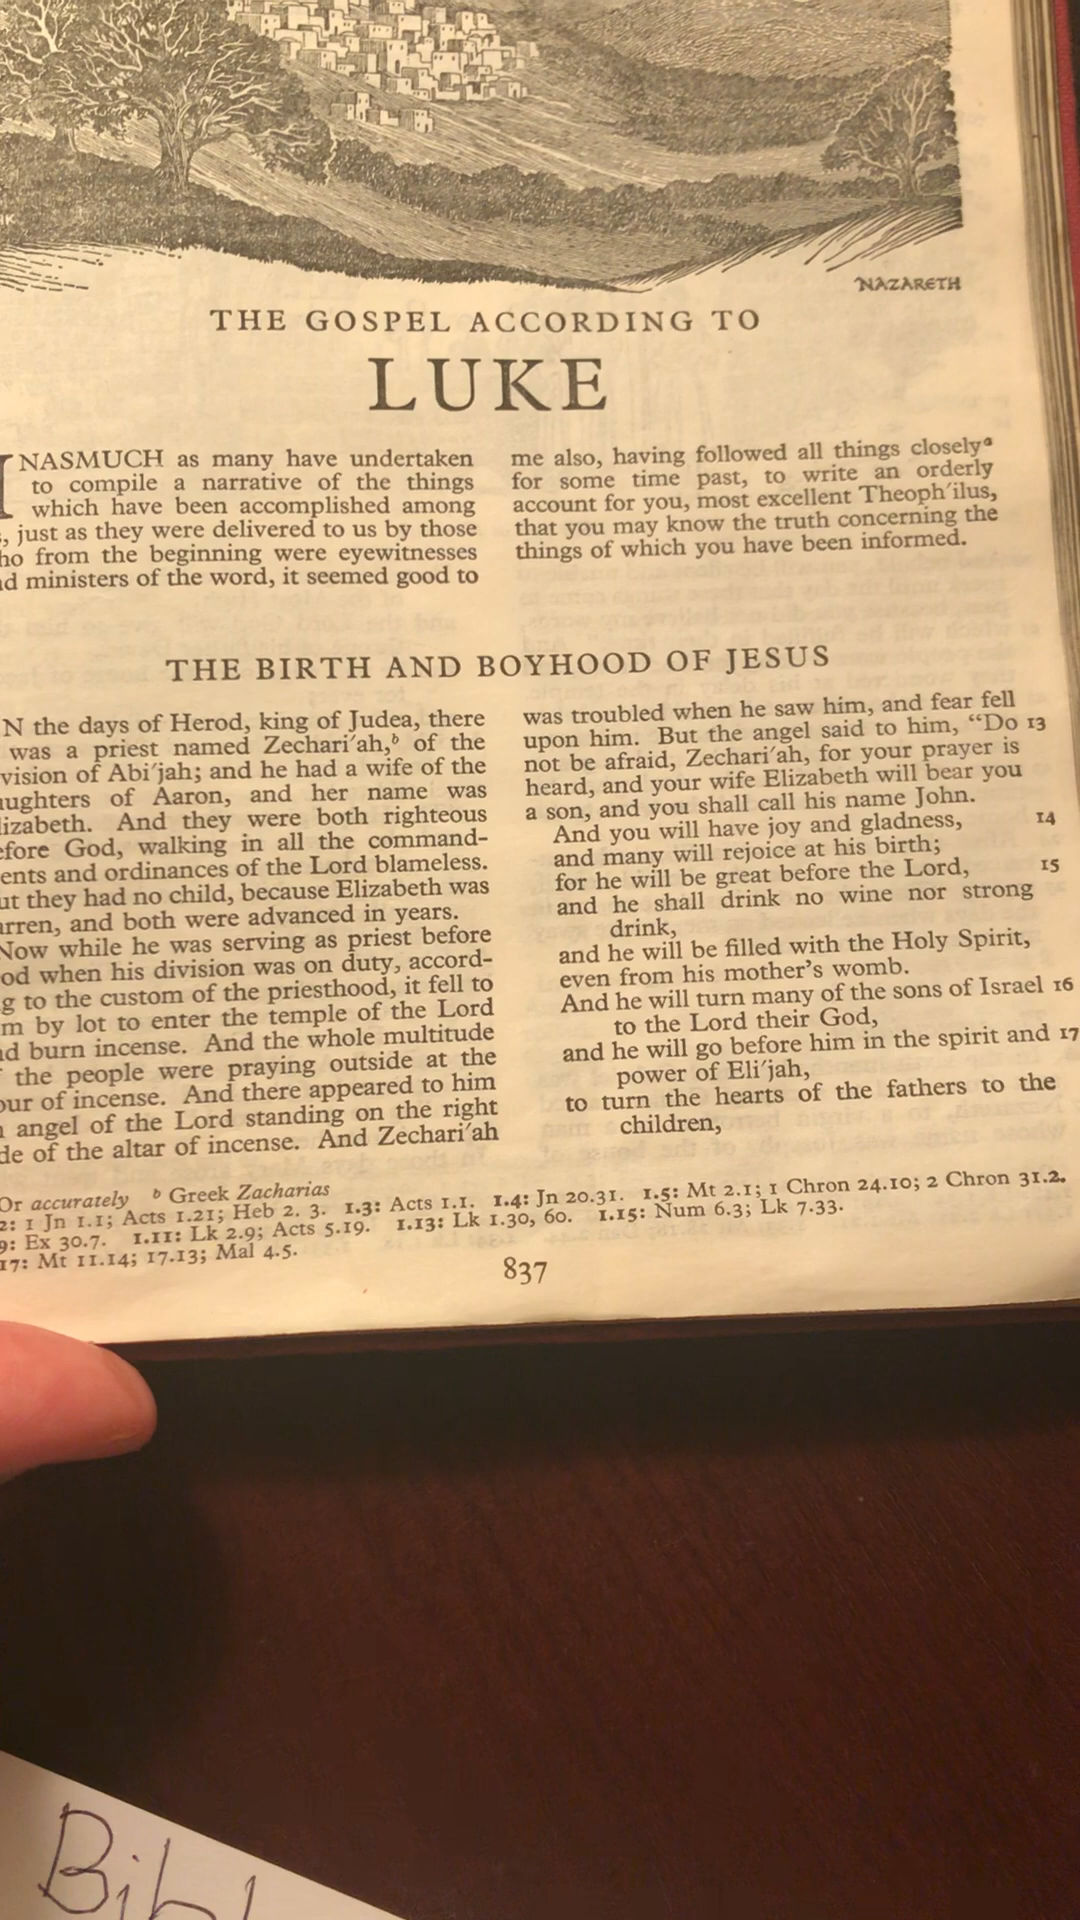 NAZARETH
THE GOSPEL ACCORDING TO
LUKE
INASMUCH as many have undertaken
to compile a narrative of the things
which have been accomplished among
just as they were delivered to us by those
from the beginning were eyewitnesses
ministers of the word, it seemed good to
me also, having followed all things closelyᵃ
for some time past, to write an orderly
account for you, most excellent Theoph′ilus,
that you may know the truth concerning the
things of which you have been informed.
THE BIRTH AND BOYHOOD OF JESUS
N the days of Herod, king of Judea, there
was a priest named Zechari′ah,ᵇ of the
vision of Abi′jah; and he had a wife of the
aughters of Aaron, and her name was
lizabeth. And they were both righteous
efore God, walking in all the command-
ents and ordinances of the Lord blameless.
ut they had no child, because Elizabeth was
arren, and both were advanced in years.
Now while he was serving as priest before
od when his division was on duty, accord-
g to the custom of the priesthood, it fell to
m by lot to enter the temple of the Lord
nd burn incense. And the whole multitude
the people were praying outside at the
our of incense. And there appeared to him
angel of the Lord standing on the right
de of the altar of incense. And Zechari′ah
was troubled when he saw him, and fear fell
upon him. But the angel said to him, “Do 13
not be afraid, Zechari′ah, for your prayer is
heard, and your wife Elizabeth will bear you
a son, and you shall call his name John.
And you will have joy and gladness, 14
and many will rejoice at his birth;
for he will be great before the Lord, 15
and he shall drink no wine nor strong
drink,
and he will be filled with the Holy Spirit,
even from his mother's womb.
And he will turn many of the sons of Israel 16
to the Lord their God,
and he will go before him in the spirit and 17
power of Eli′jah,
to turn the hearts of the fathers to the
children,
Or accurately ᵇ Greek Zacharias
2: 1 Jn 1.1; Acts 1.21; Heb 2. 3. 1.3: Acts 1.1. 1.4: Jn 20.31. 1.5: Mt 2.1; 1 Chron 24.10; 2 Chron 31.2.
9: Ex 30.7. 1.11: Lk 2.9; Acts 5.19. 1.13: Lk 1.30, 60. 1.15: Num 6.3; Lk 7.33.
17: Mt 11.14; 17.13; Mal 4.5.
837
Bibl